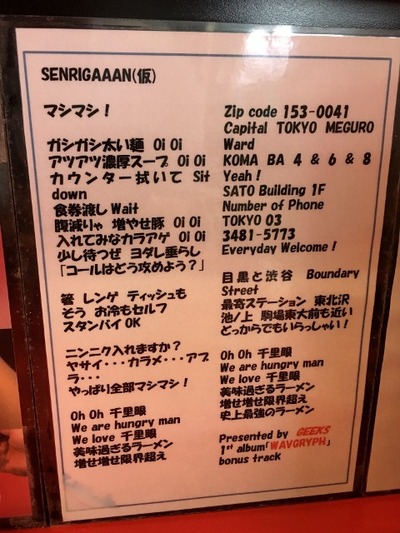 SENRIGAAAN(仮)
マシマシ！
ガシガシ太い麺 Oi Oi
アツアツ濃厚スープ Oi Oi
カウンター拭いて Sit
down
食券渡し Wait
腹減りゃ 増やせ豚 Oi Oi
入れてみなカラアゲ Oi Oi
少し待つぜ ヨダレ垂らし
「コールはどう攻めよう？」
箸 レンゲ ティッシュも
そう お冷もセルフ
スタンバイ OK
ニンニク入れますか？
ヤサイ・・・カラメ・・・アブ
ラ・・・
やっぱり全部マシマシ！
Oh Oh 千里眼
We are hungry man
We love 千里眼
美味過ぎるラーメン
増せ増せ限界超え
Zip code 153-0041
Capital TOKYO MEGURO
Ward
KOMA BA 4 & 6 & 8
Yeah！
SATO Building 1F
Number of Phone
TOKYO 03
3481-5773
Everyday Welcome！
目黒と渋谷 Boundary
Street
最寄ステーション 東北沢
池ノ上 駒場東大前も近い
どっからでもいらっしゃい！
Oh Oh 千里眼
We are hungry man
We love 千里眼
美味過ぎるラーメン
増せ増せ限界超え
史上最強のラーメン
Presented by GEEKS
1st album「WAVGRYPH」
bonus track